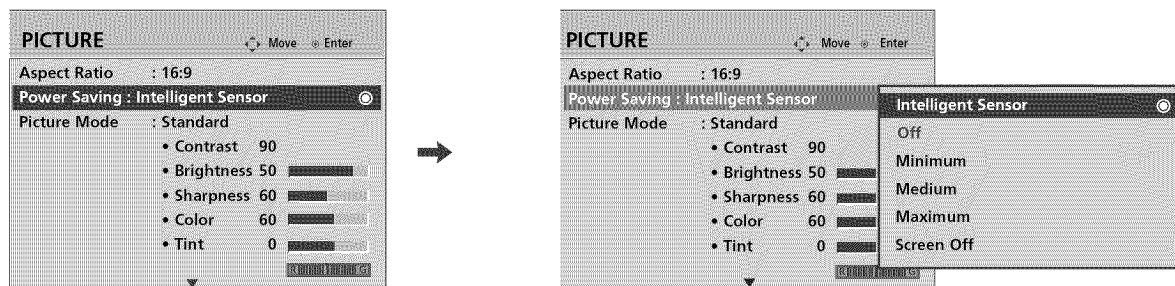 PICTURE
Move Enter
Aspect Ratio : 16:9
Power Saving : Intelligent Sensor
Picture Mode : Standard
• Contrast 90
• Brightness 50
• Sharpness 60
• Color 60
• Tint 0
R G
PICTURE
Move Enter
Aspect Ratio : 16:9
Power Saving : Intelligent Sensor
Picture Mode : Standard
• Contrast 90
• Brightness 50
• Sharpness 60
• Color 60
• Tint 0
R G
Intelligent Sensor
Off
Minimum
Medium
Maximum
Screen Off